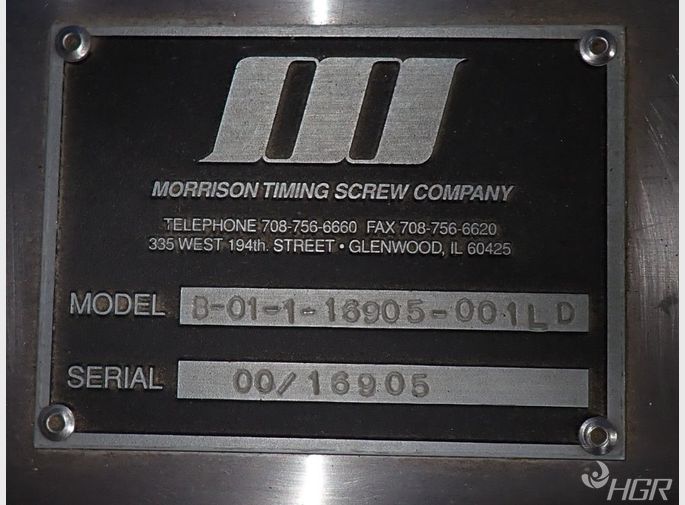 MORRISON TIMING SCREW COMPANY
TELEPHONE 708-756-6660 FAX 708-756-6620
335 WEST 194th. STREET • GLENWOOD, IL 60425
MODEL B-01-1-16905-001LD
SERIAL 00/16905
HGR